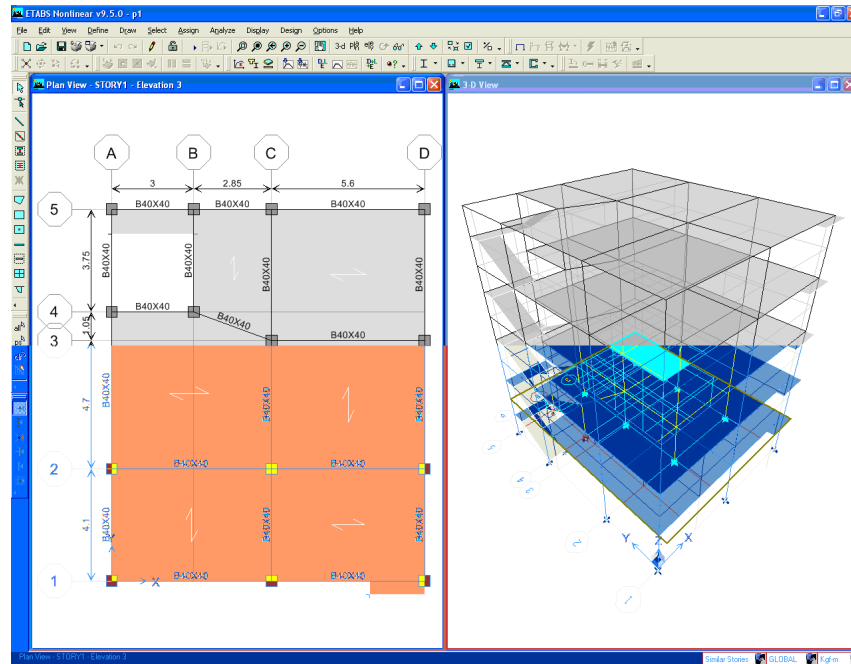 ETABS Nonlinear v9.5.0 - p1
File Edit View Define Draw Select Assign Analyze Display Design Options Help
3-d
Plan View - STORY1 - Elevation 3
3-D View
A B C D
3 2.85 5.6
5 B40X40 B40X40 B40X40
3.75 B40X40 B40X40 B40X40 B40X40
4 B40X40
1.05 B40X40
3 B40X40
4.7 B40X40 B40X40 B40X40
2 B40X40 B40X40
4.1 B40X40 B40X40 B40X40
Y
1 X B40X40 B40X40
Y Z X
2
1
Plan View - STORY1 - Elevation 3
Similar Stories GLOBAL Kgf-m